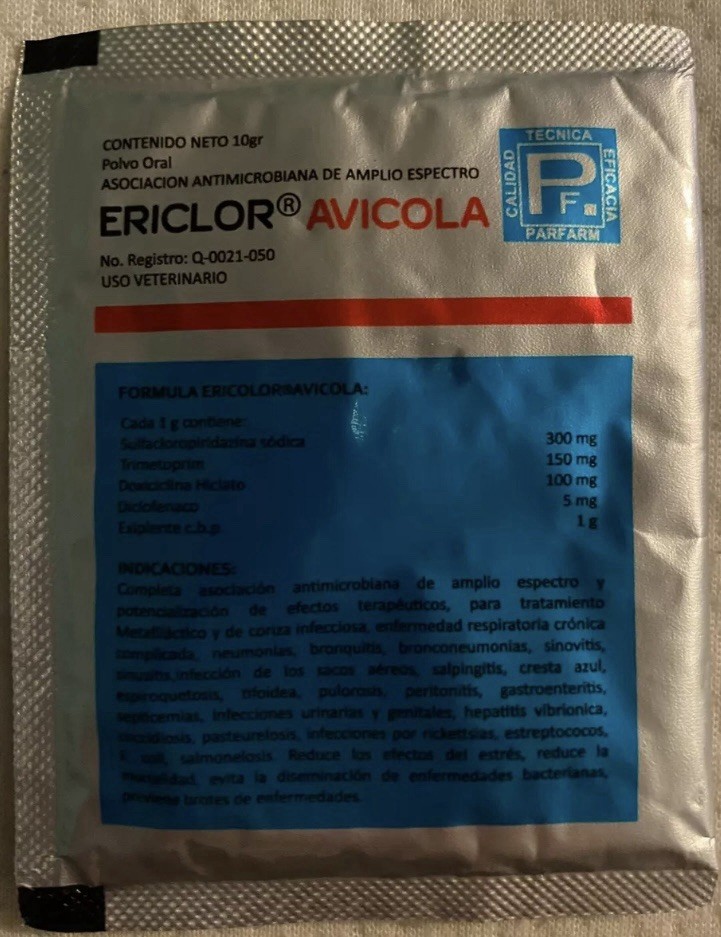 CONTENIDO NETO 10gr
Polvo Oral
ASOCIACION ANTIMICROBIANA DE AMPLIO ESPECTRO
ERICLOR® AVICOLA
No. Registro: Q-0021-050
USO VETERINARIO
TECNICA
CALIDAD
EFICACIA
PF.
PARFARM
FORMULA ERICOLOR®AVICOLA:
Cada 1 g contiene:
Sulfacloropiridazina sódica 300 mg
Trimetoprim 150 mg
Doxiciclina Hiclato 100 mg
Diclofenaco 5 mg
Exipiente c.b.p. 1 g
INDICACIONES:
Completa asociación antimicrobiana de amplio espectro y
potencialización de efectos terapéuticos, para tratamiento
Metafiláctico y de coriza infecciosa, enfermedad respiratoria crónica
complicada, neumonías, bronquitis, bronconeumonías, sinovitis,
sinusitis, infección de los sacos aéreos, salpingitis, cresta azul,
espiroquetosis, tifoidea, pulorosis, peritonitis, gastroenteritis,
septicemias, infecciones urinarias y genitales, hepatitis vibrionica,
pasteurelosis, infecciones por rickettsias, estreptococos,
salmonelosis. Reduce los efectos del estrés, reduce la
mortalidad, evita la diseminación de enfermedades bacterianas,
previene brotes de enfermedades.